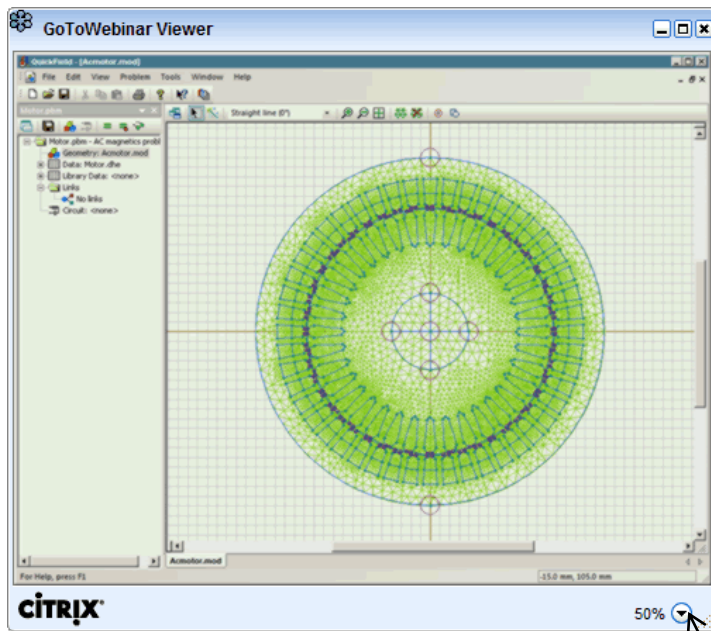 GoToWebinar Viewer
QuickField - [Acmotor.mod]
File Edit View Problem Tools Window Help
Motor.pbm
Straight line (0°)
Motor.pbm - AC magnetics probl
Geometry: Acmotor.mod
Data: Motor.dhe
Library Data: <none>
Links
No links
Circuit: <none>
Acmotor.mod
For Help, press F1
-15.0 mm, 105.0 mm
CİTRIX
50%